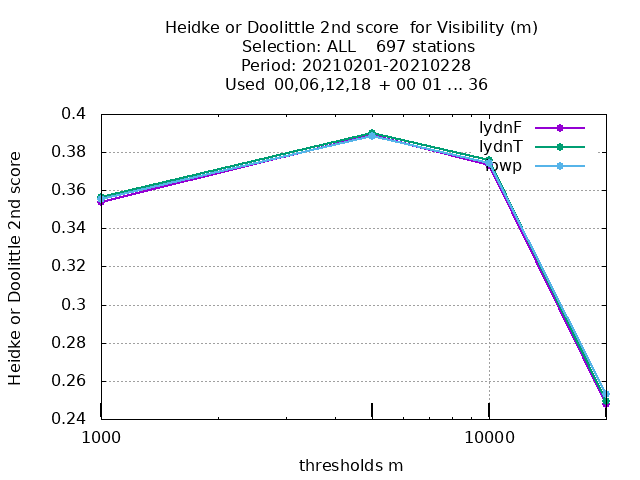 Heidke or Doolittle 2nd score  for Visibility (m)
Selection: ALL    697 stations
Period: 20210201-20210228
Used  00,06,12,18 + 00 01 ... 36
Heidke or Doolittle 2nd score
0.4
0.38
0.36
0.34
0.32
0.3
0.28
0.26
0.24
1000
10000
thresholds m
lydnF
lydnT